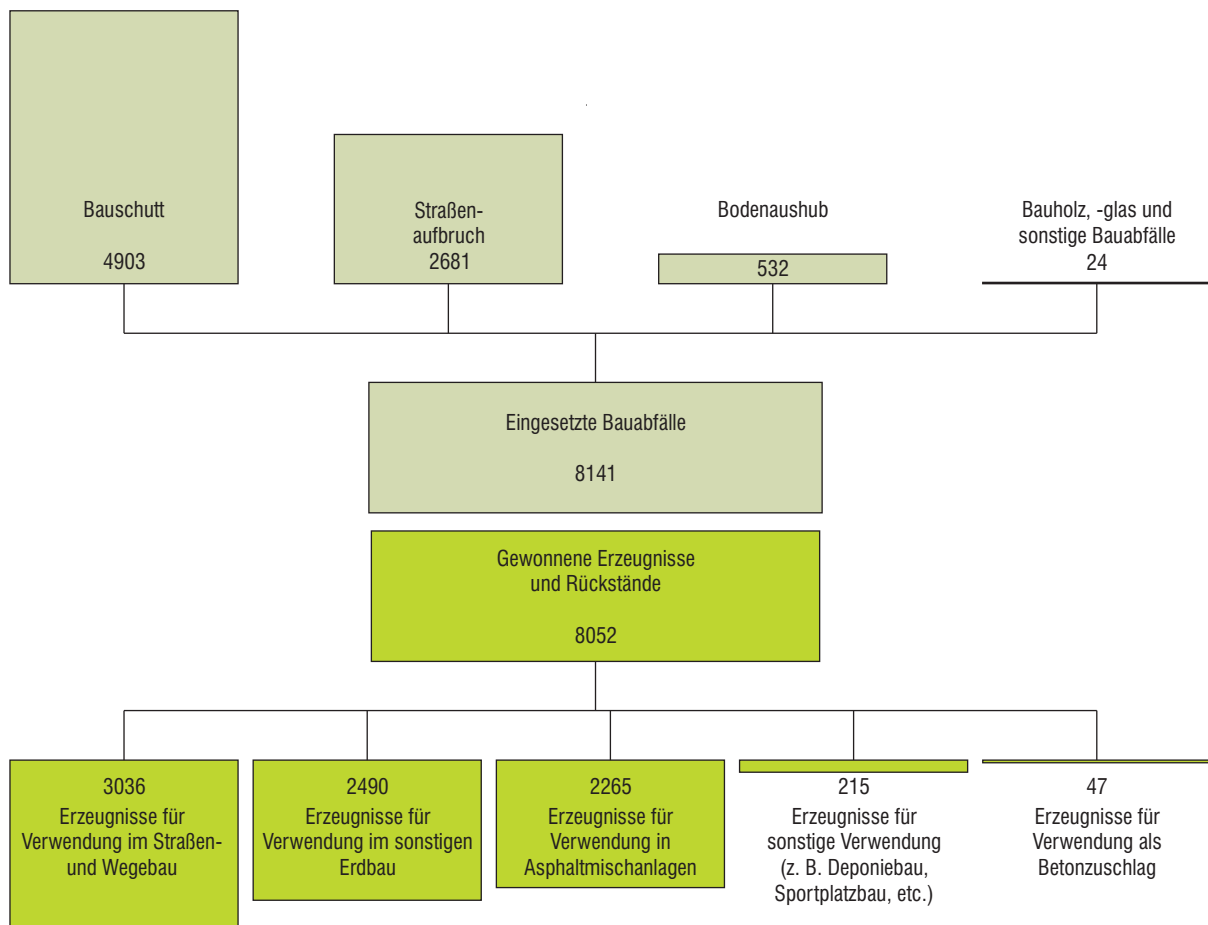 Bauschutt
4903
Straßen-
aufbruch
2681
Bodenaushub
532
Bauholz, -glas und
sonstige Bauabfälle
24
Eingesetzte Bauabfälle
8141
Gewonnene Erzeugnisse
und Rückstände
8052
3036
Erzeugnisse für
Verwendung im Straßen-
und Wegebau
2490
Erzeugnisse für
Verwendung im sonstigen
Erdbau
2265
Erzeugnisse für
Verwendung in
Asphaltmischanlagen
215
Erzeugnisse für
sonstige Verwendung
(z. B. Deponiebau,
Sportplatzbau, etc.)
47
Erzeugnisse für
Verwendung als
Betonzuschlag